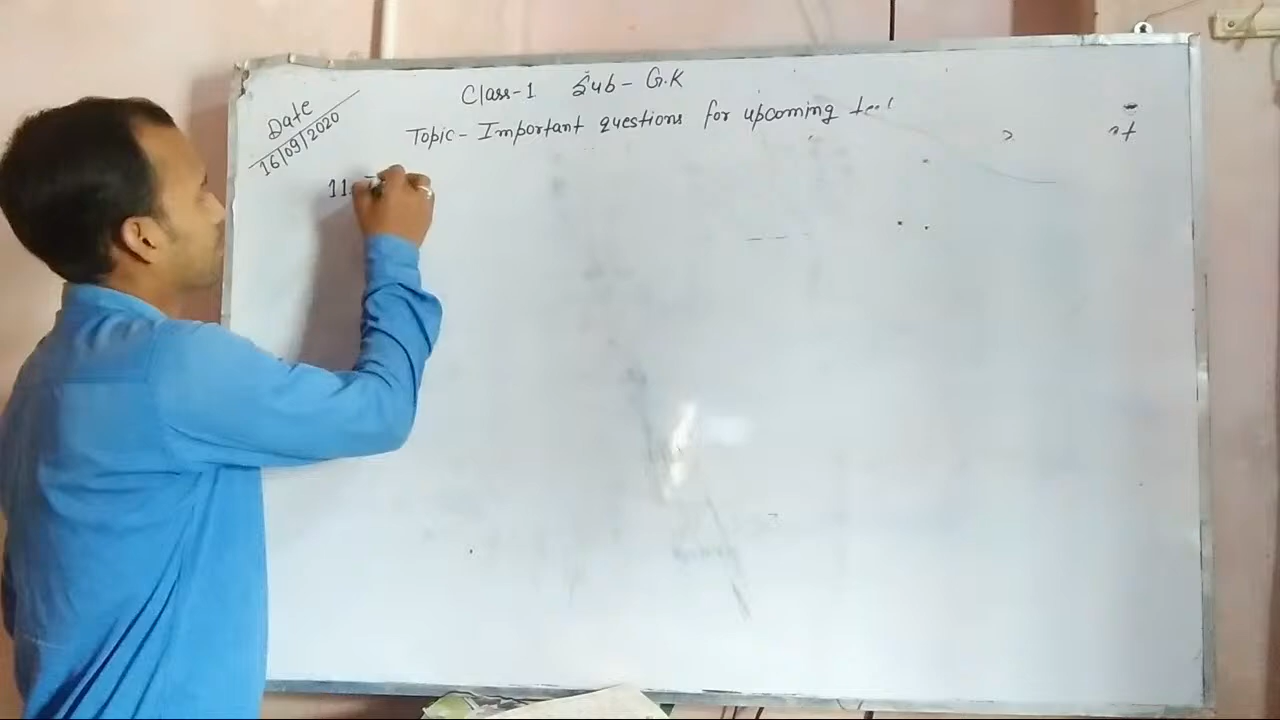 Class-1 Sub- G.K
Date
16/09/2020
Topic- Important questions for upcoming
11.